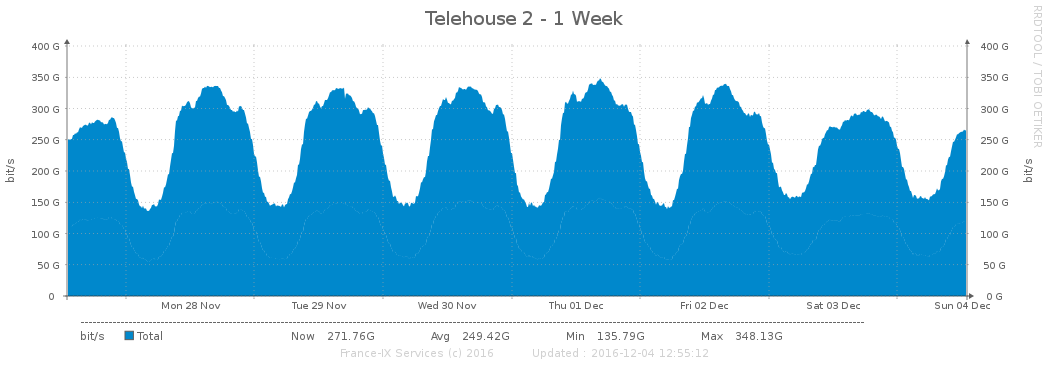 Telehouse 2 - 1 Week
RRDTOOL / TOBI OETIKER
400 G 400 G
350 G 350 G
300 G 300 G
250 G 250 G
200 G 200 G
150 G 150 G
100 G 100 G
50 G 50 G
0 0 G
bit/s bit/s
Mon 28 Nov Tue 29 Nov Wed 30 Nov Thu 01 Dec Fri 02 Dec Sat 03 Dec Sun 04 Dec
bit/s Total Now 271.76G Avg 249.42G Min 135.79G Max 348.13G
France-IX Services (c) 2016 Updated : 2016-12-04 12:55:12